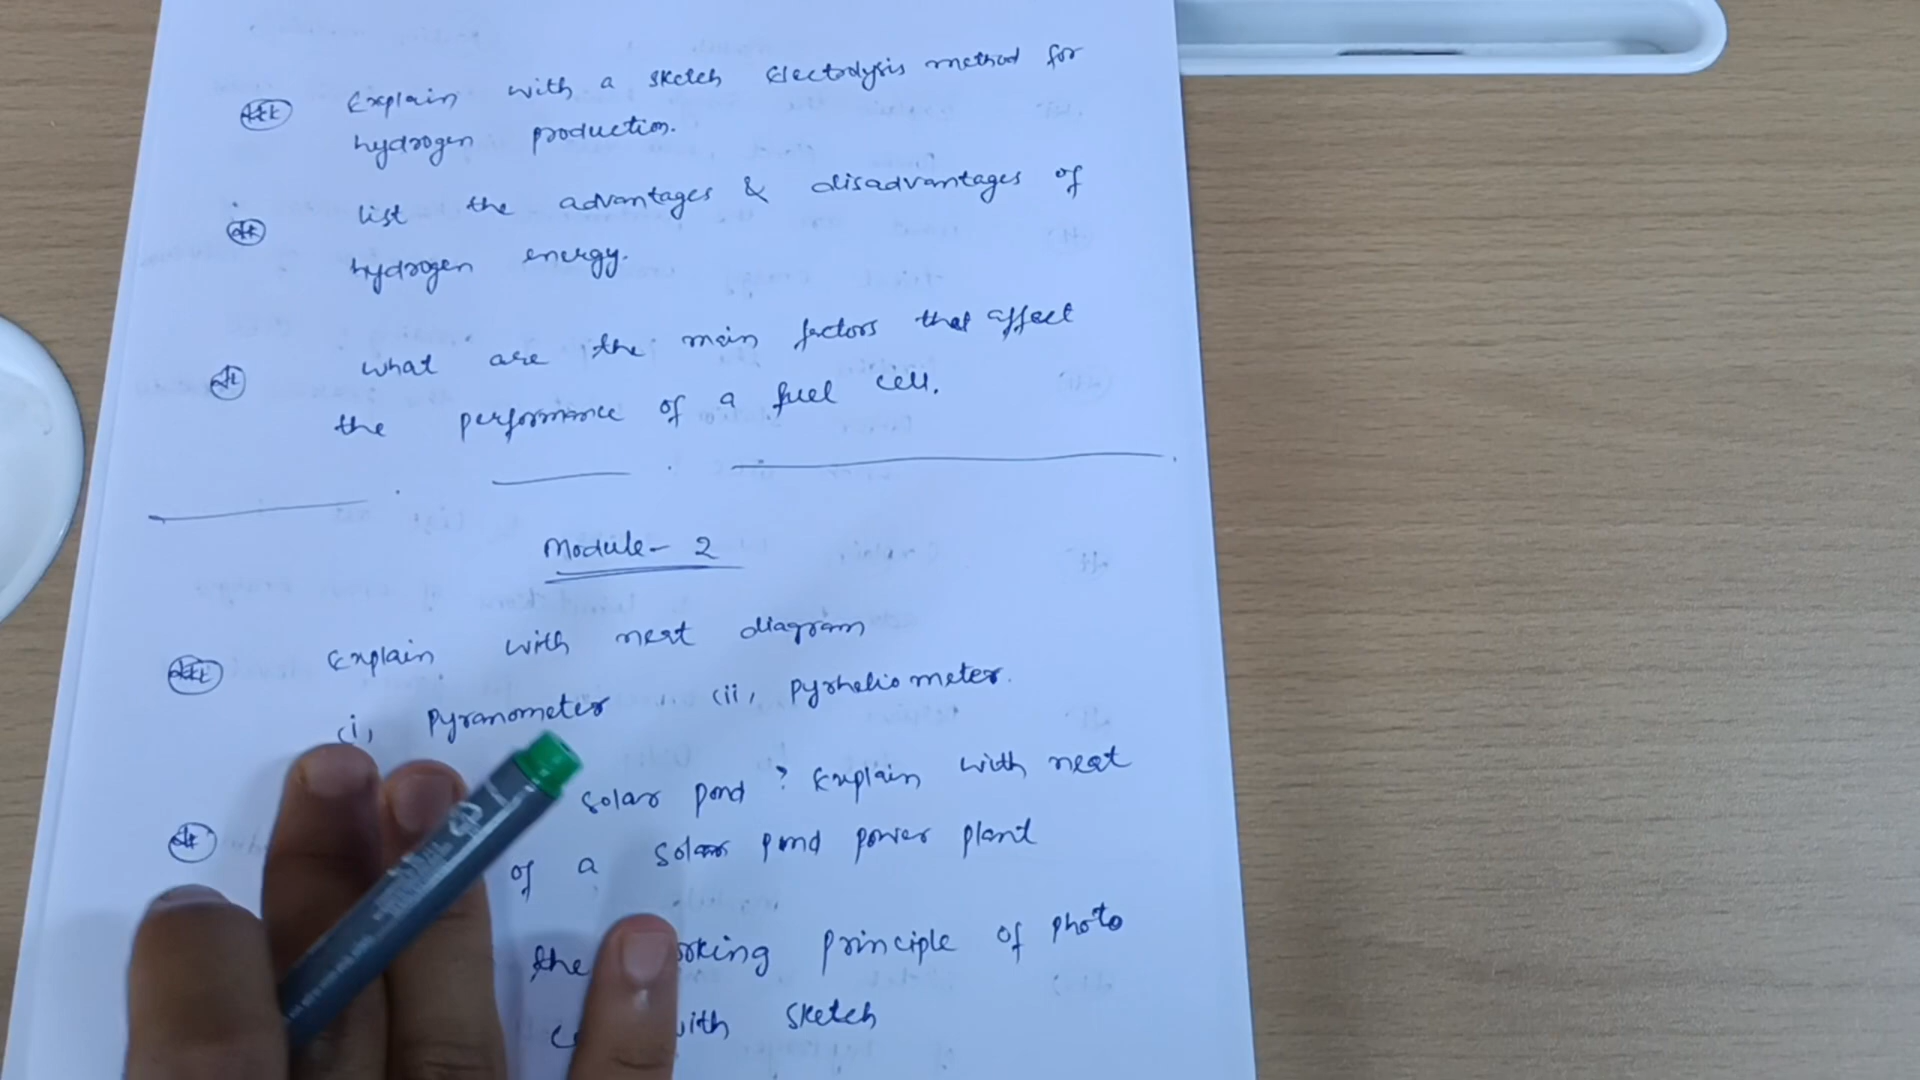 Explain with a sketch Electrolysis method for
hydrogen production.
list the advantages & disadvantages of
hydrogen energy.
what are the main factors that affect
the performance of a fuel cell.
Module- 2
Explain with neat diagram
(i, pyranometer (ii, pyrheliometer.
solar pond ? Explain with neat
of a solar pond power plant
the principle of photo
with sketch